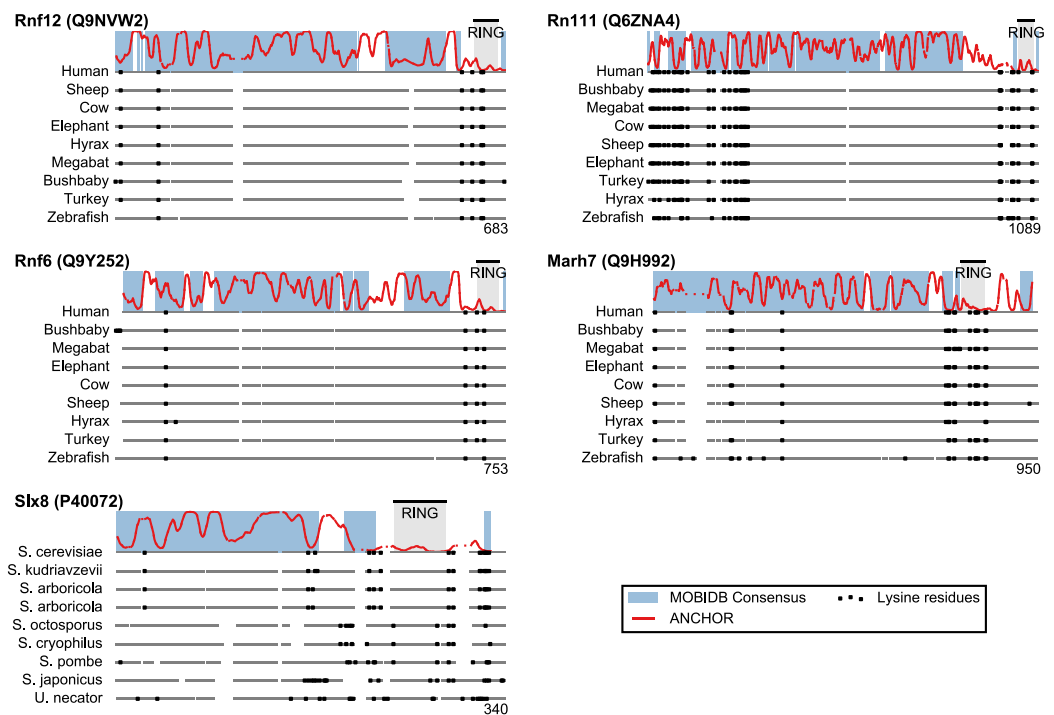 Rnf12 (Q9NVW2)
RING
Human
Sheep
Cow
Elephant
Hyrax
Megabat
Bushbaby
Turkey
Zebrafish
683
Rn111 (Q6ZNA4)
RING
Human
Bushbaby
Megabat
Cow
Sheep
Elephant
Turkey
Hyrax
Zebrafish
1089
Rnf6 (Q9Y252)
RING
Human
Bushbaby
Megabat
Elephant
Cow
Sheep
Hyrax
Turkey
Zebrafish
753
Marh7 (Q9H992)
RING
Human
Bushbaby
Megabat
Elephant
Cow
Sheep
Hyrax
Turkey
Zebrafish
950
Slx8 (P40072)
RING
S. cerevisiae
S. kudriavzevii
S. arboricola
S. arboricola
S. octosporus
S. cryophilus
S. pombe
S. japonicus
U. necator
340
MOBIDB Consensus
Lysine residues
ANCHOR